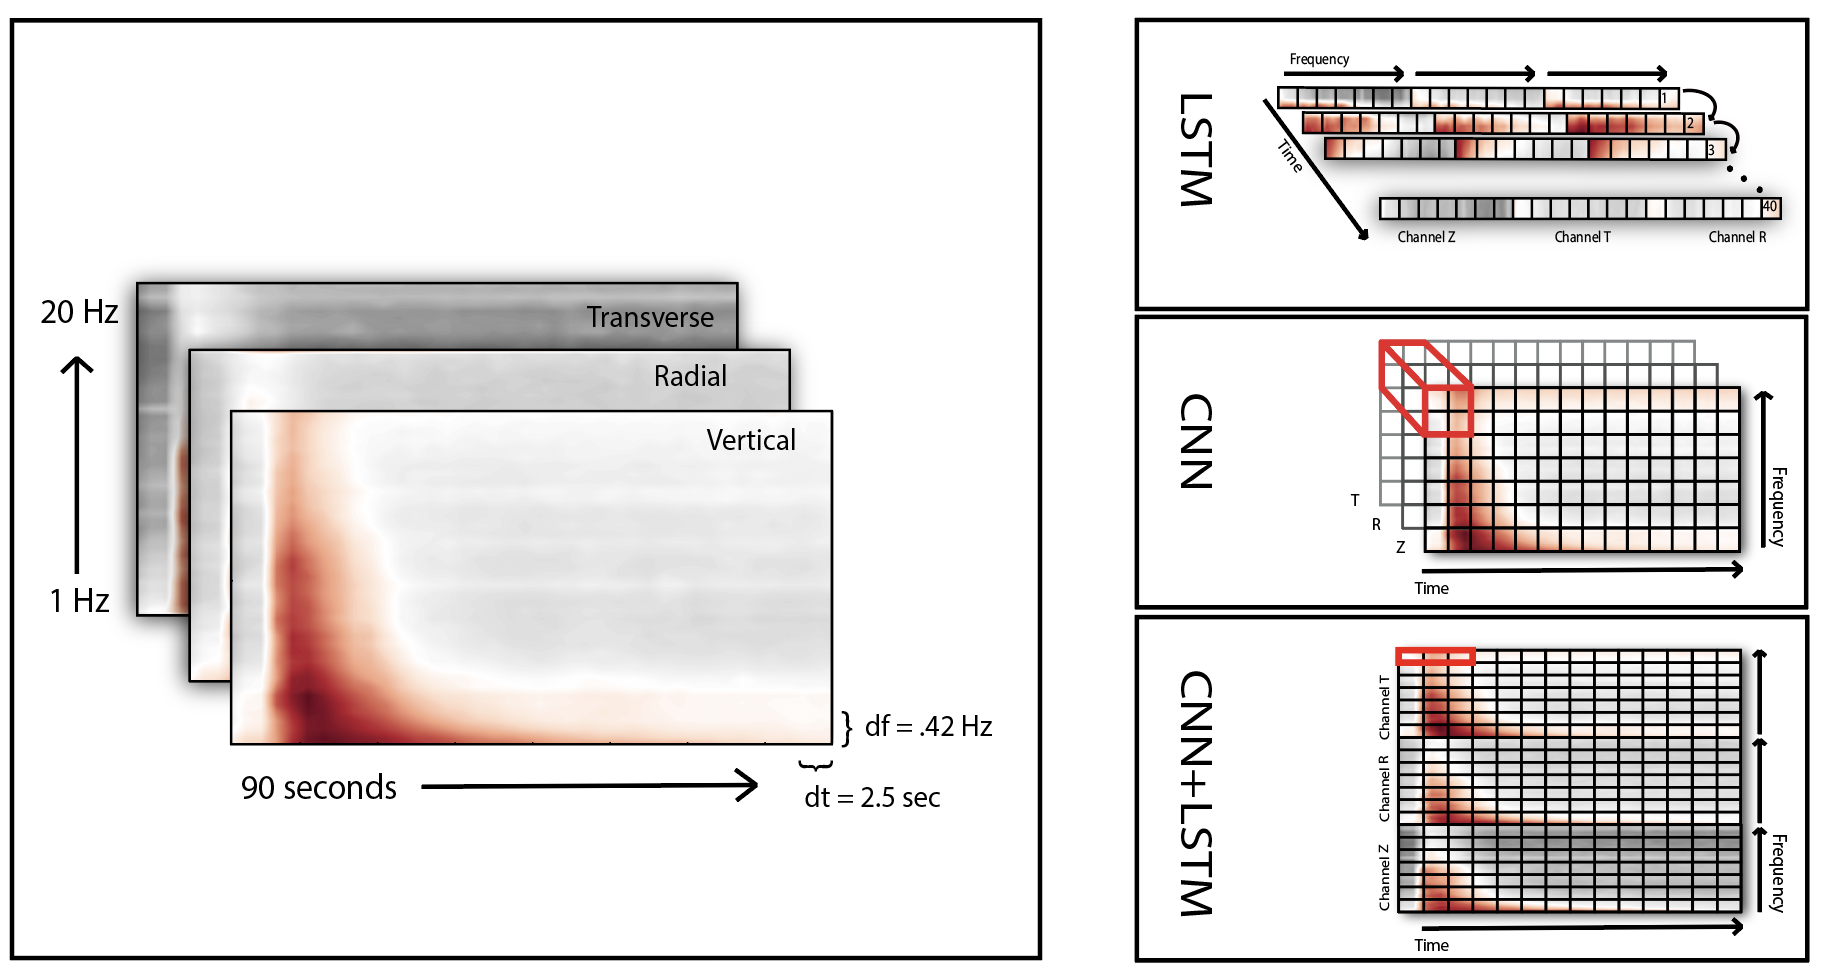 20 Hz
1 Hz
Transverse
Radial
Vertical
df = .42 Hz
90 seconds
dt = 2.5 sec
LSTM
Frequency
Time
1
2
3
40
Channel Z
Channel T
Channel R
CNN
T
R
Z
Frequency
Time
CNN+LSTM
Channel T
Channel R
Channel Z
Frequency
Time